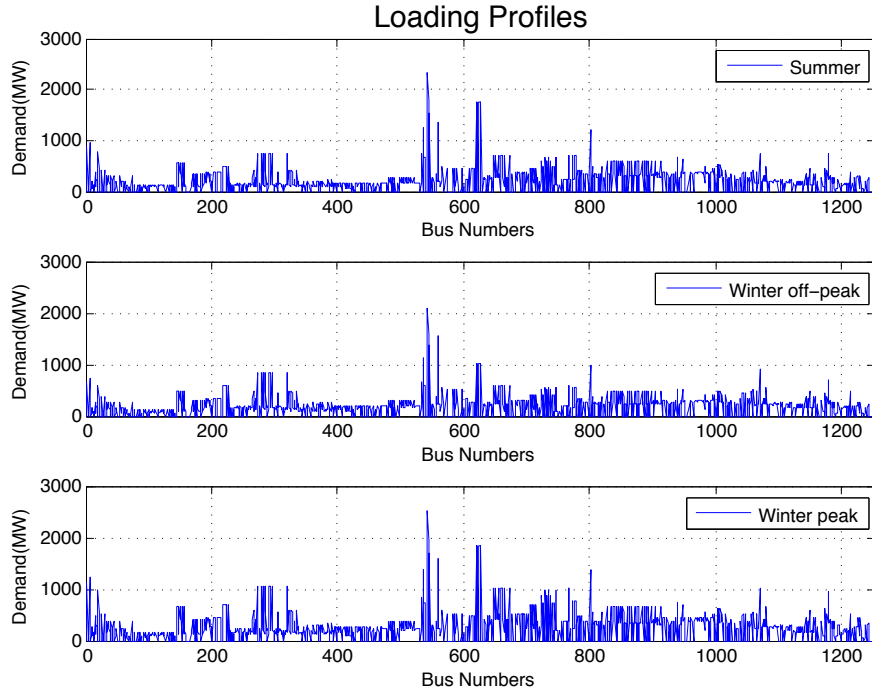 Loading Profiles
3000
2000
1000
0
Demand(MW)
Summer
0 200 400 600 800 1000 1200
Bus Numbers
3000
2000
1000
0
Demand(MW)
Winter off−peak
0 200 400 600 800 1000 1200
Bus Numbers
3000
2000
1000
0
Demand(MW)
Winter peak
0 200 400 600 800 1000 1200
Bus Numbers